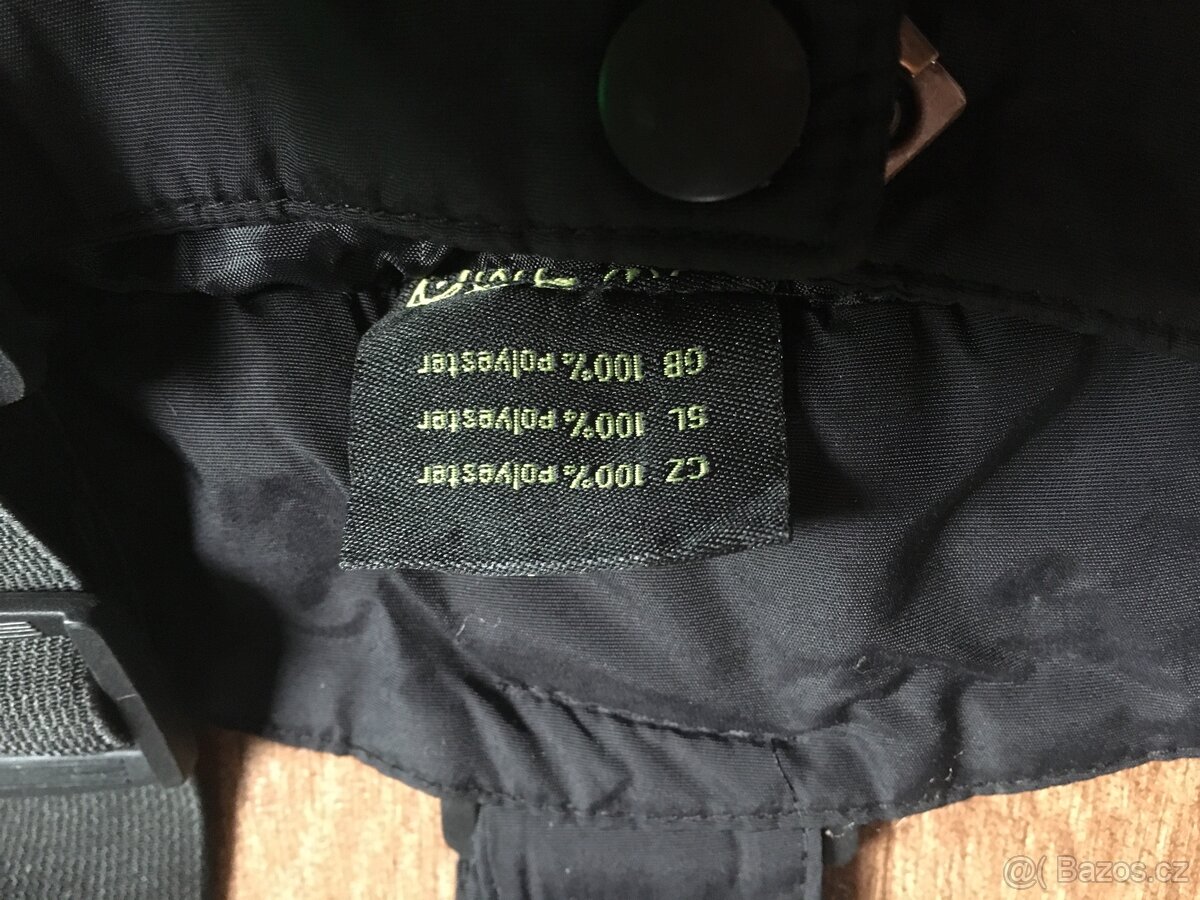 CZ 100% Polyester
SL 100% Polyester
GB 100% Polyester
@( Bazos.cz